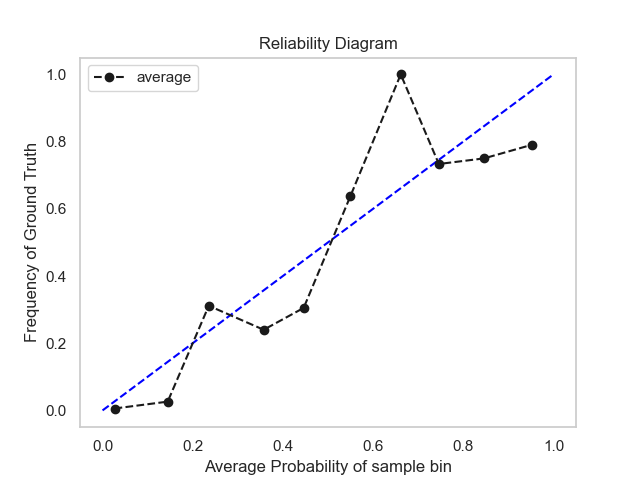 Reliability Diagram
average
Frequency of Ground Truth
1.0
0.8
0.6
0.4
0.2
0.0
0.0 0.2 0.4 0.6 0.8 1.0
Average Probability of sample bin